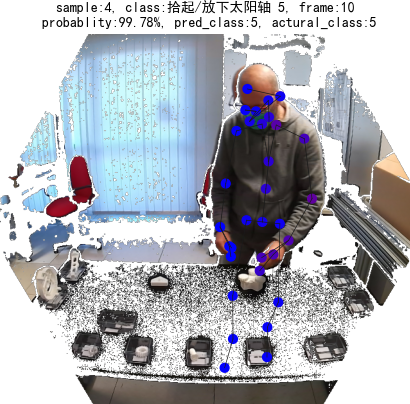 sample:4, class:拾起/放下太阳轴 5, frame:10
probablity:99.78%, pred_class:5, actural_class:5